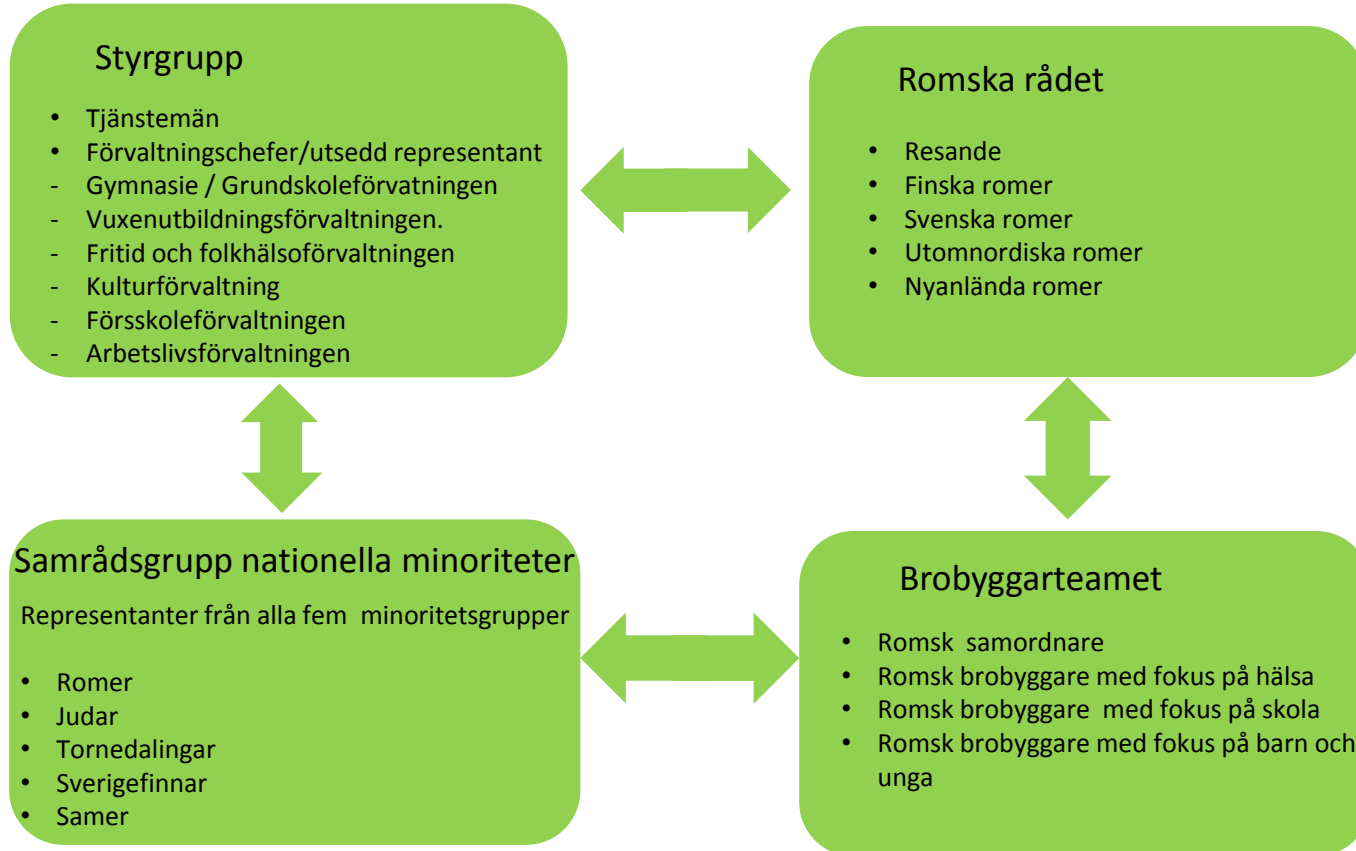 Styrgrupp
• Tjänstemän
• Förvaltningschefer/utsedd representant
- Gymnasie / Grundskoleförvatningen
- Vuxenutbildningsförvaltningen.
- Fritid och folkhälsoförvaltningen
- Kulturförvaltning
- Försskoleförvaltningen
- Arbetslivsförvaltningen
Romska rådet
• Resande
• Finska romer
• Svenska romer
• Utomnordiska romer
• Nyanlända romer
Samrådsgrupp nationella minoriteter
Representanter från alla fem minoritetsgrupper
• Romer
• Judar
• Tornedalingar
• Sverigefinnar
• Samer
Brobyggarteamet
• Romsk samordnare
• Romsk brobyggare med fokus på hälsa
• Romsk brobyggare med fokus på skola
• Romsk brobyggare med fokus på barn och
unga